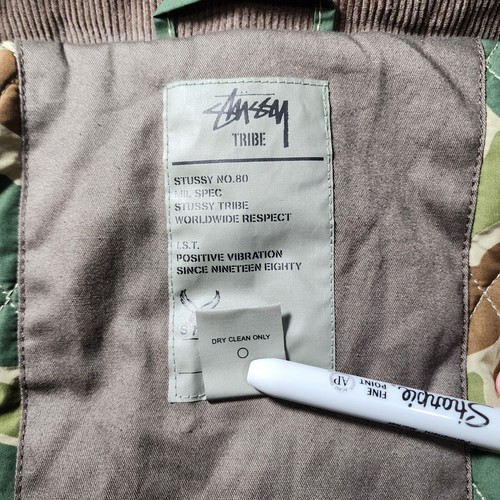 STÜSSY
TRIBE
STUSSY NO.80
MIL SPEC
STUSSY TRIBE
WORLDWIDE RESPECT
I.S.T.
POSITIVE VIBRATION
SINCE NINETEEN EIGHTY
DRY CLEAN ONLY
Sharpie
FINE
POINT
AP